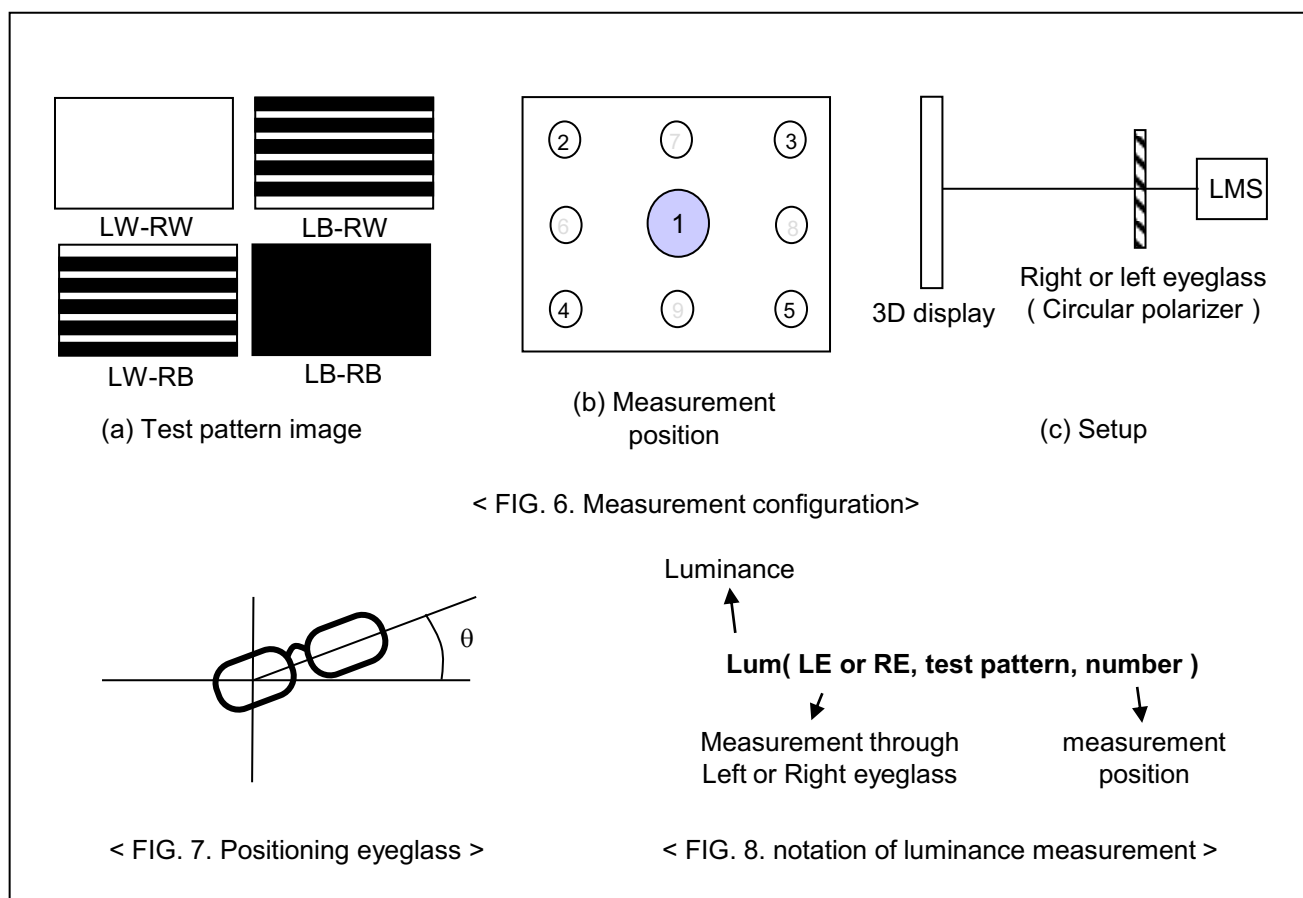 LW-RW
LB-RW
LW-RB
LB-RB
(a) Test pattern image
2
7
3
6
1
8
4
9
5
(b) Measurement
position
3D display
LMS
Right or left eyeglass
( Circular polarizer )
(c) Setup
< FIG. 6. Measurement configuration>
θ
< FIG. 7. Positioning eyeglass >
Luminance
Lum( LE or RE, test pattern, number )
Measurement through
Left or Right eyeglass
measurement
position
< FIG. 8. notation of luminance measurement >